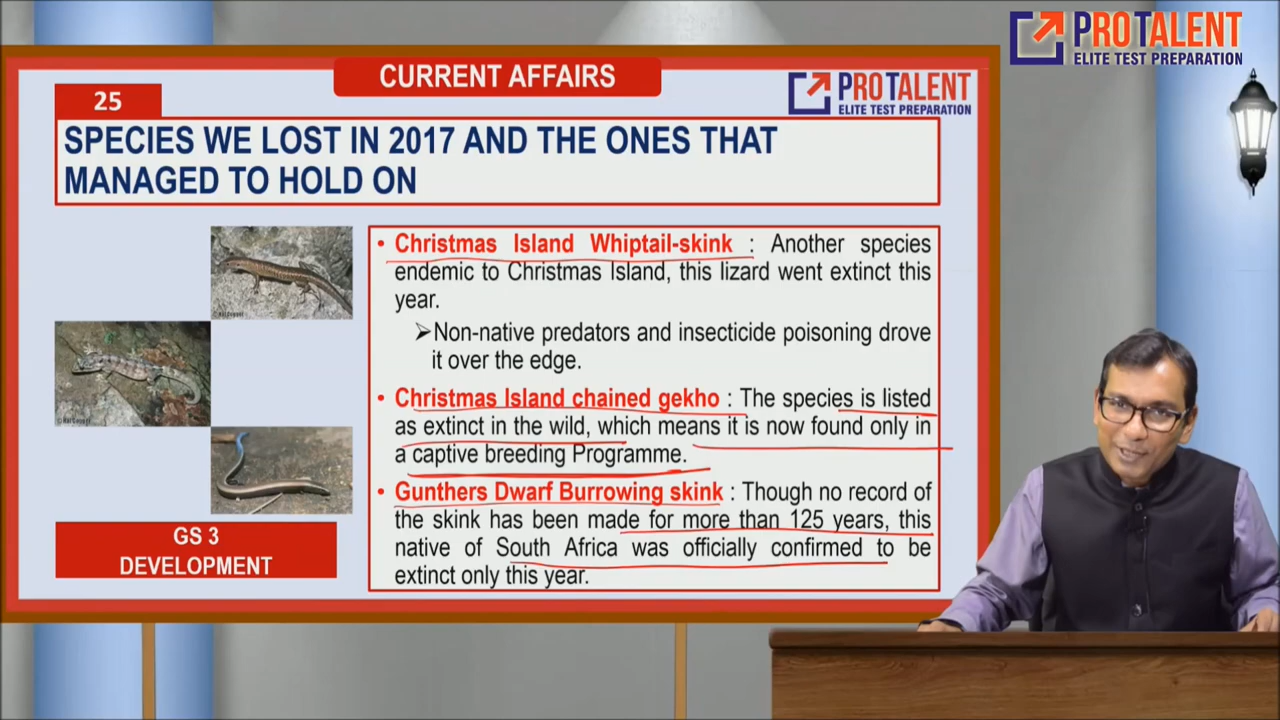 PROTALENT
ELITE TEST PREPARATION
CURRENT AFFAIRS
25
PROTALENT
ELITE TEST PREPARATION
SPECIES WE LOST IN 2017 AND THE ONES THAT
MANAGED TO HOLD ON
• Christmas Island Whiptail-skink : Another species
endemic to Christmas Island, this lizard went extinct this
year.
➢Non-native predators and insecticide poisoning drove
it over the edge.
• Christmas Island chained gekho : The species is listed
as extinct in the wild, which means it is now found only in
a captive breeding Programme.
• Gunthers Dwarf Burrowing skink : Though no record of
the skink has been made for more than 125 years, this
native of South Africa was officially confirmed to be
extinct only this year.
GS 3
DEVELOPMENT